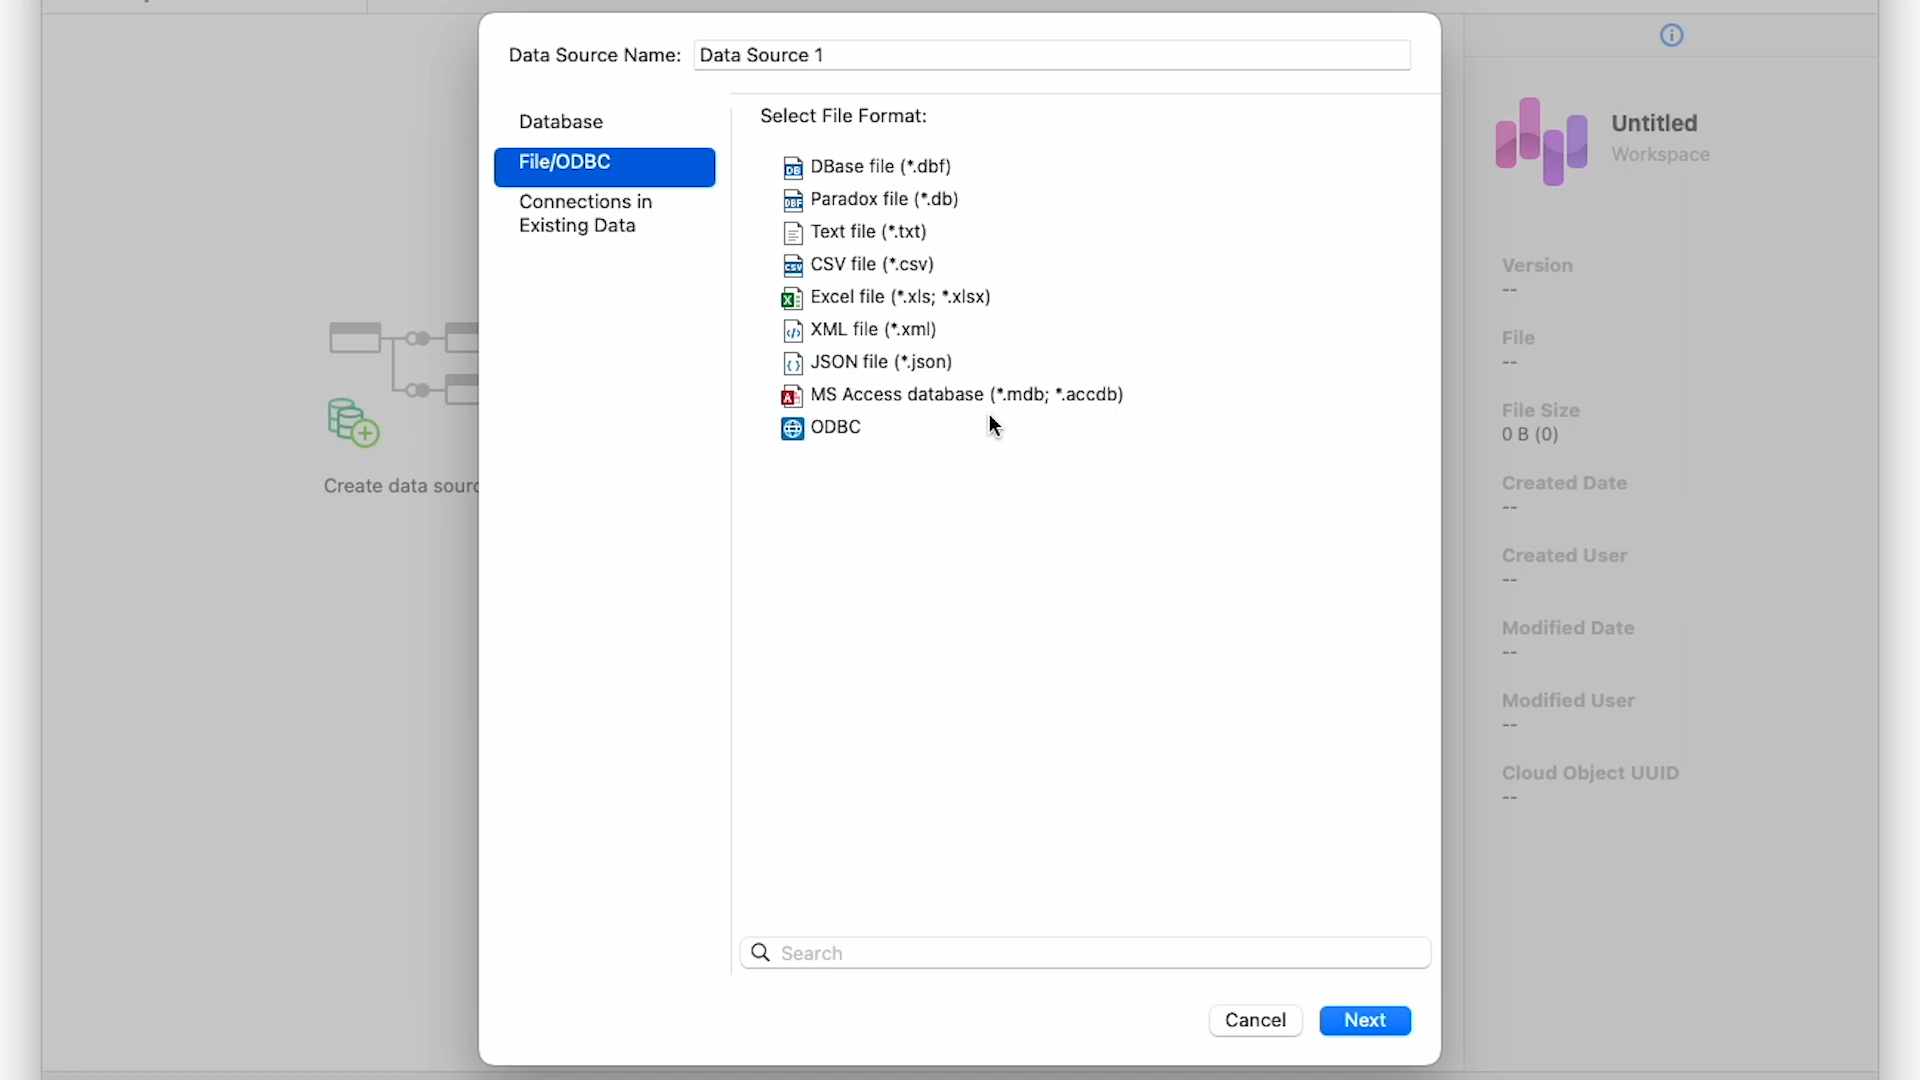 Data Source Name: Data Source 1
Database
File/ODBC
Connections in
Existing Data
Select File Format:
DBase file (*.dbf)
Paradox file (*.db)
Text file (*.txt)
CSV file (*.csv)
Excel file (*.xls; *.xlsx)
XML file (*.xml)
JSON file (*.json)
MS Access database (*.mdb; *.accdb)
ODBC
Search
Cancel
Next
Create data
Untitled
Workspace
Version
--
File
--
File Size
0 B (0)
Created Date
--
Created User
--
Modified Date
--
Modified User
--
Cloud Object UUID
--